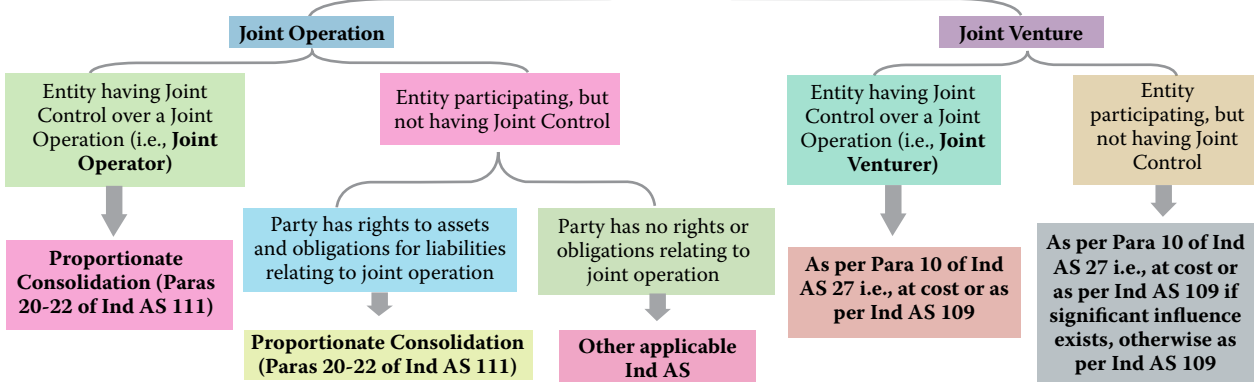 Joint Operation
Joint Venture
Entity having Joint
Control over a Joint
Operation (i.e., Joint
Operator)
Entity participating, but
not having Joint Control
Entity having Joint
Control over a Joint
Operation (i.e., Joint
Venturer)
Entity
participating, but
not having Joint
Control
Party has rights to assets
and obligations for liabilities
relating to joint operation
Party has no rights or
obligations relating to
joint operation
Proportionate
Consolidation (Paras
20-22 of Ind AS 111)
As per Para 10 of Ind
AS 27 i.e., at cost or as
per Ind AS 109
As per Para 10 of Ind
AS 27 i.e., at cost or
as per Ind AS 109 if
significant influence
exists, otherwise as
per Ind AS 109
Proportionate Consolidation
(Paras 20-22 of Ind AS 111)
Other applicable
Ind AS